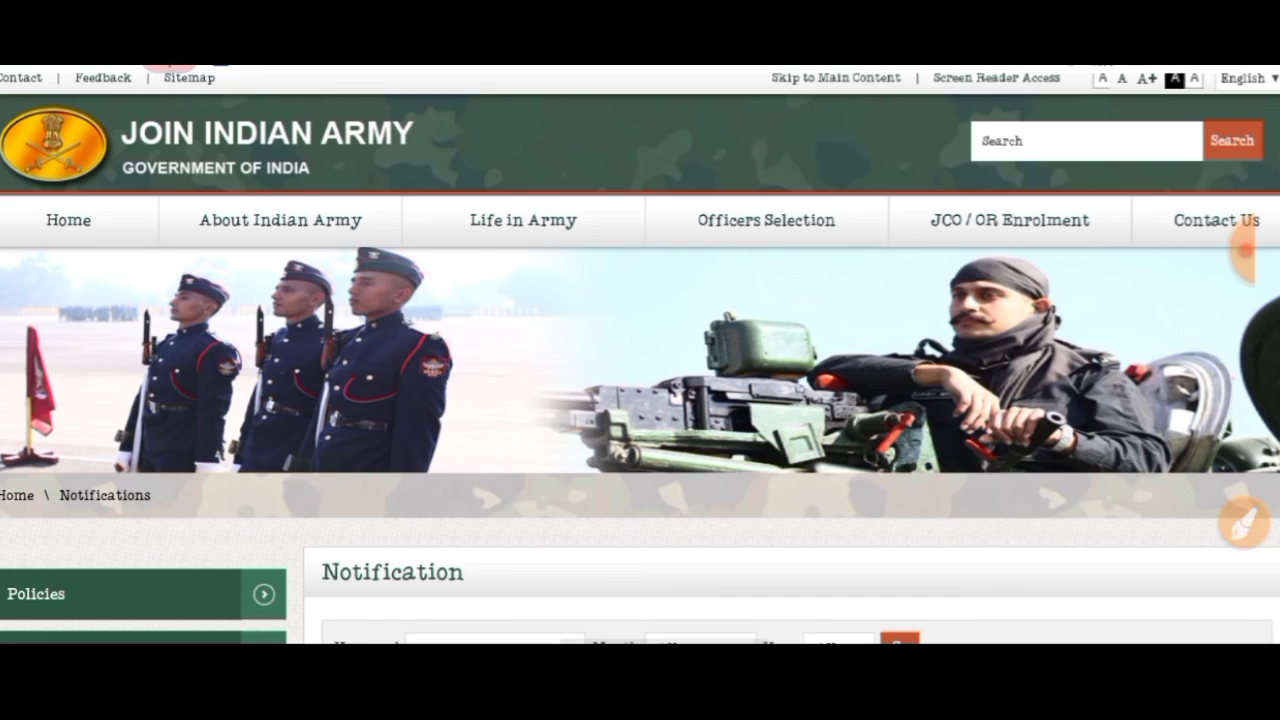 Contact | Feedback | Sitemap
Skip to Main Content | Screen Reader Access A A A+ A A English
JOIN INDIAN ARMY
GOVERNMENT OF INDIA
Search Search
Home About Indian Army Life in Army Officers Selection JCO / OR Enrolment Contact Us
Home \ Notifications
Notification
Policies